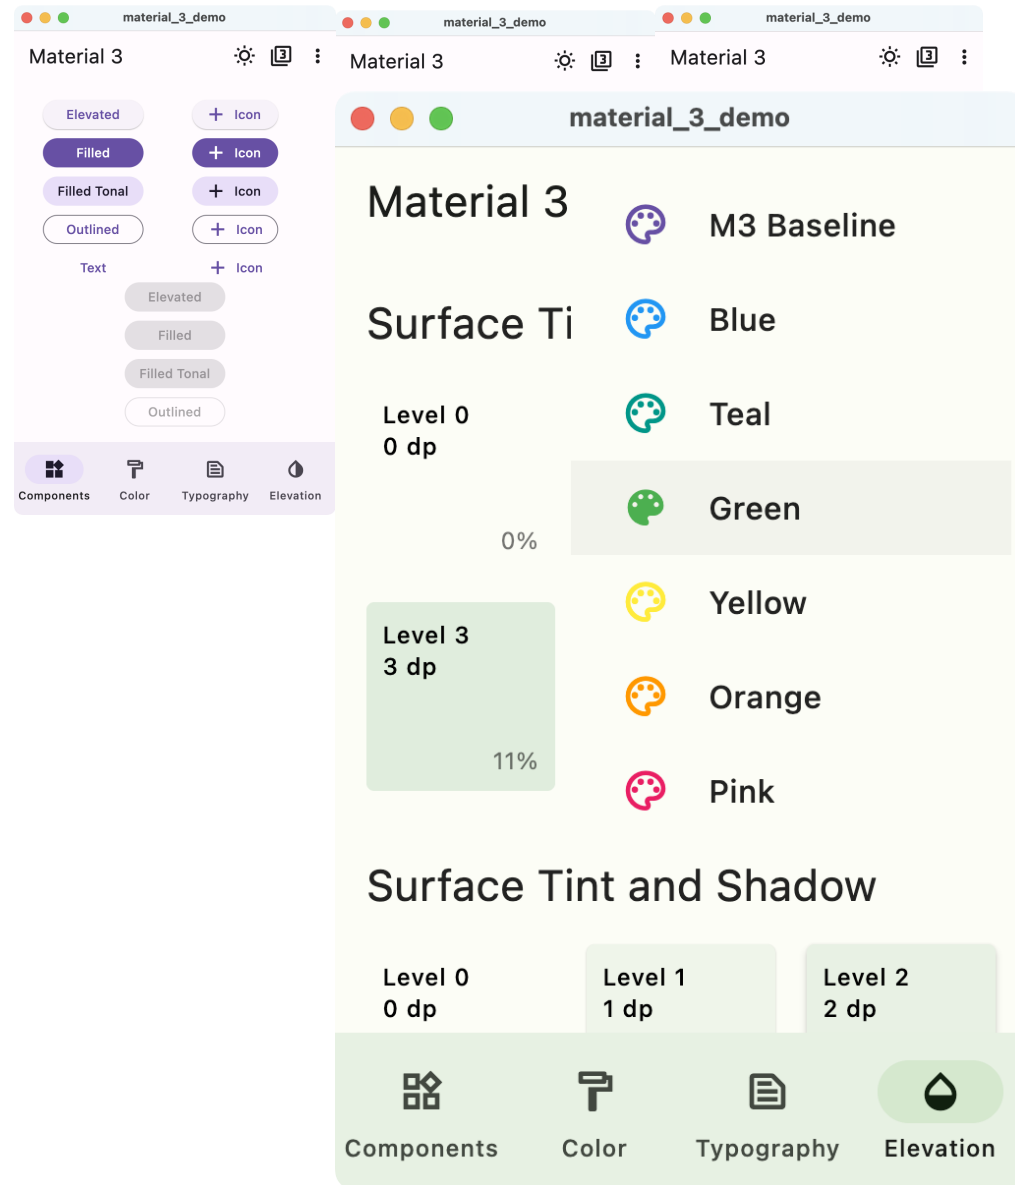 material_3_demo
Material 3
3
Elevated
Icon
Filled
Icon
Filled Tonal
Icon
Outlined
Icon
Text
Icon
Elevated
Filled
Filled Tonal
Outlined
Components
Color
Typography
Elevation
material_3_demo
Material 3
3
material_3_demo
Material 3
3
material_3_demo
Material 3
Surface Ti
Level 0
0 dp
0%
Level 3
3 dp
11%
M3 Baseline
Blue
Teal
Green
Yellow
Orange
Pink
Surface Tint and Shadow
Level 0
0 dp
Level 1
1 dp
Level 2
2 dp
Components
Color
Typography
Elevation